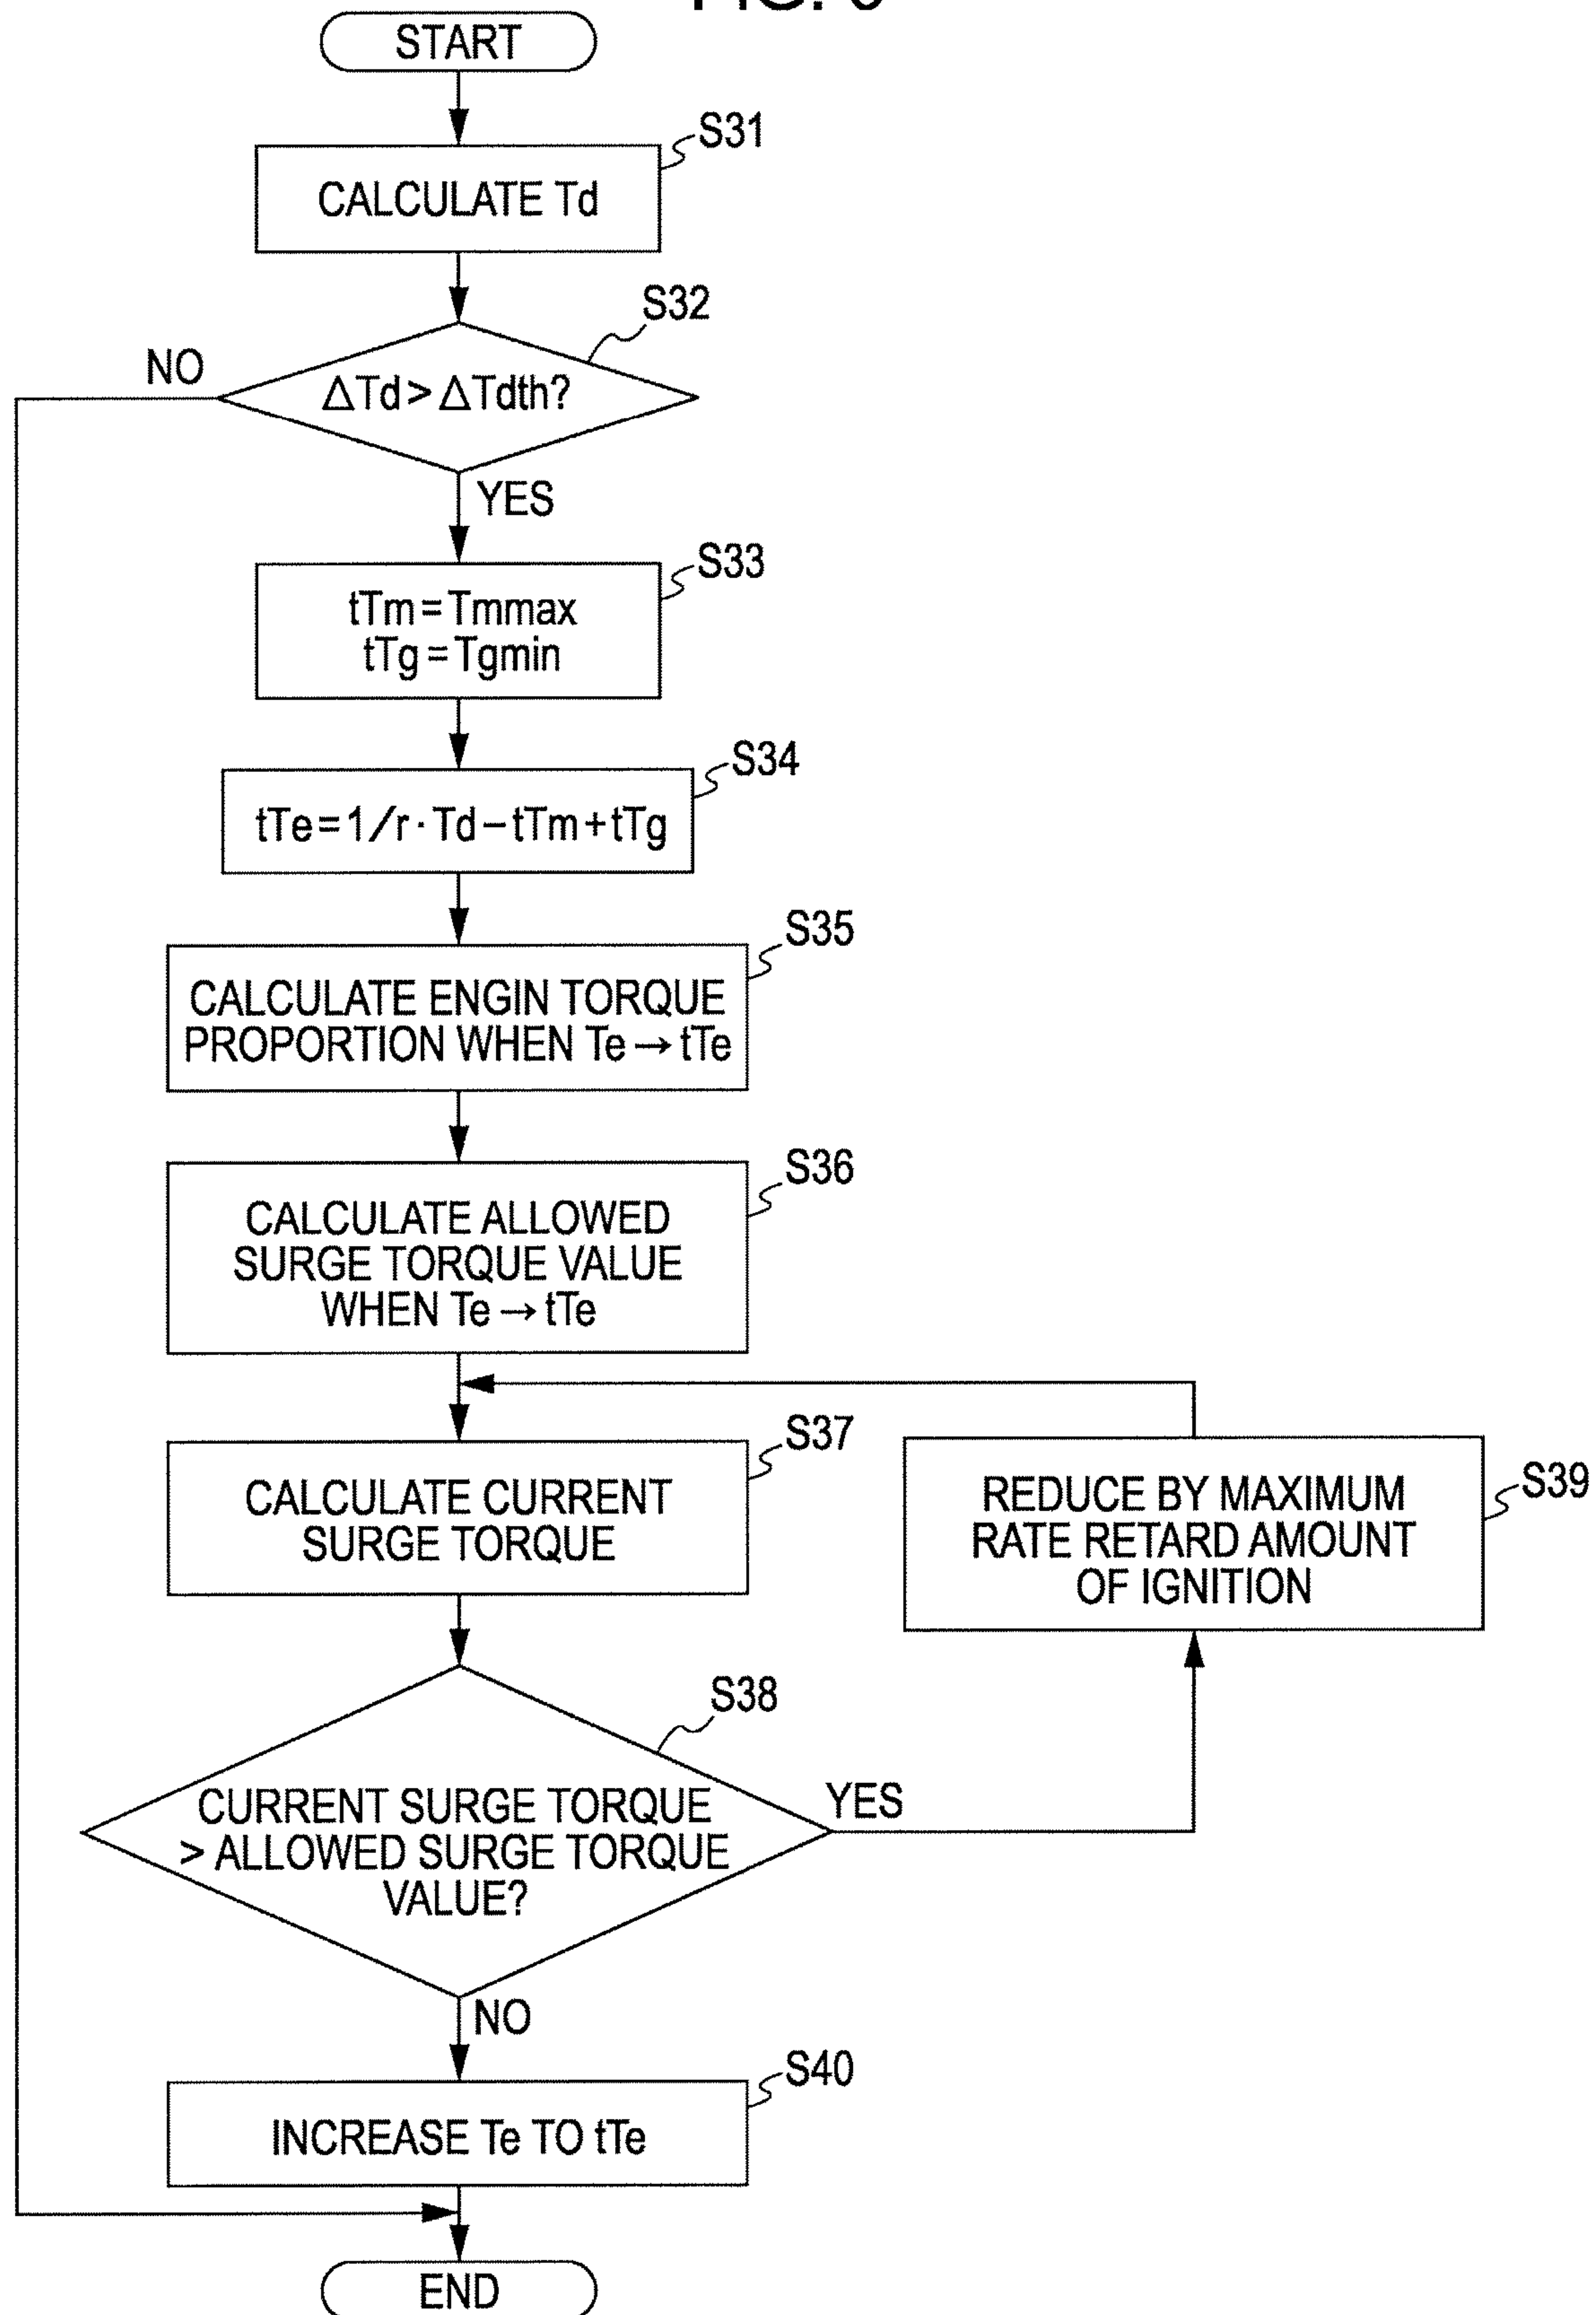 START
S31
CALCULATE Td
S32
NO
ΔTd > ΔTdth?
YES
S33
tTm = Tmmax
tTg = Tgmin
S34
tTe = 1/r · Td − tTm + tTg
S35
CALCULATE ENGIN TORQUE
PROPORTION WHEN Te → tTe
S36
CALCULATE ALLOWED
SURGE TORQUE VALUE
WHEN Te → tTe
S37
CALCULATE CURRENT
SURGE TORQUE
S39
REDUCE BY MAXIMUM
RATE RETARD AMOUNT
OF IGNITION
S38
CURRENT SURGE TORQUE
> ALLOWED SURGE TORQUE
VALUE?
YES
NO
S40
INCREASE Te TO tTe
END